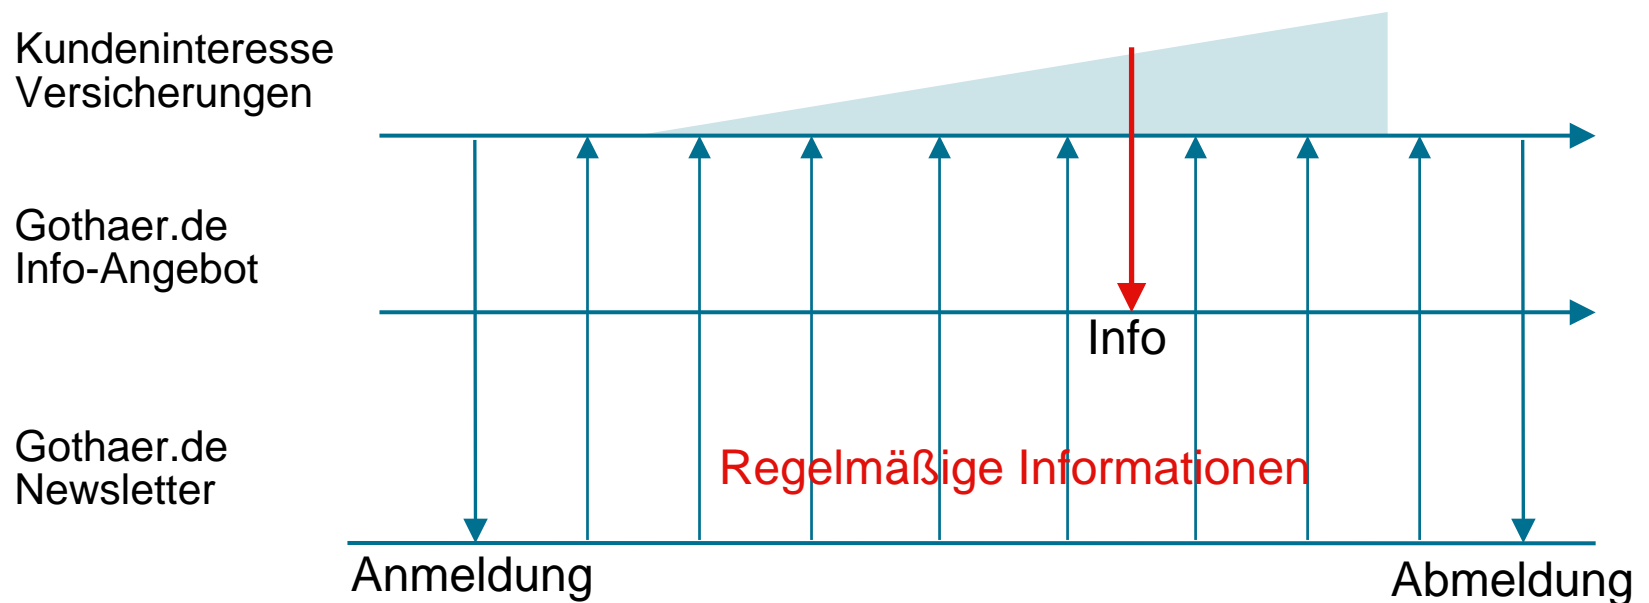 Kundeninteresse
Versicherungen
Gothaer.de
Info-Angebot
Info
Gothaer.de
Newsletter
Regelmäßige Informationen
Anmeldung
Abmeldung